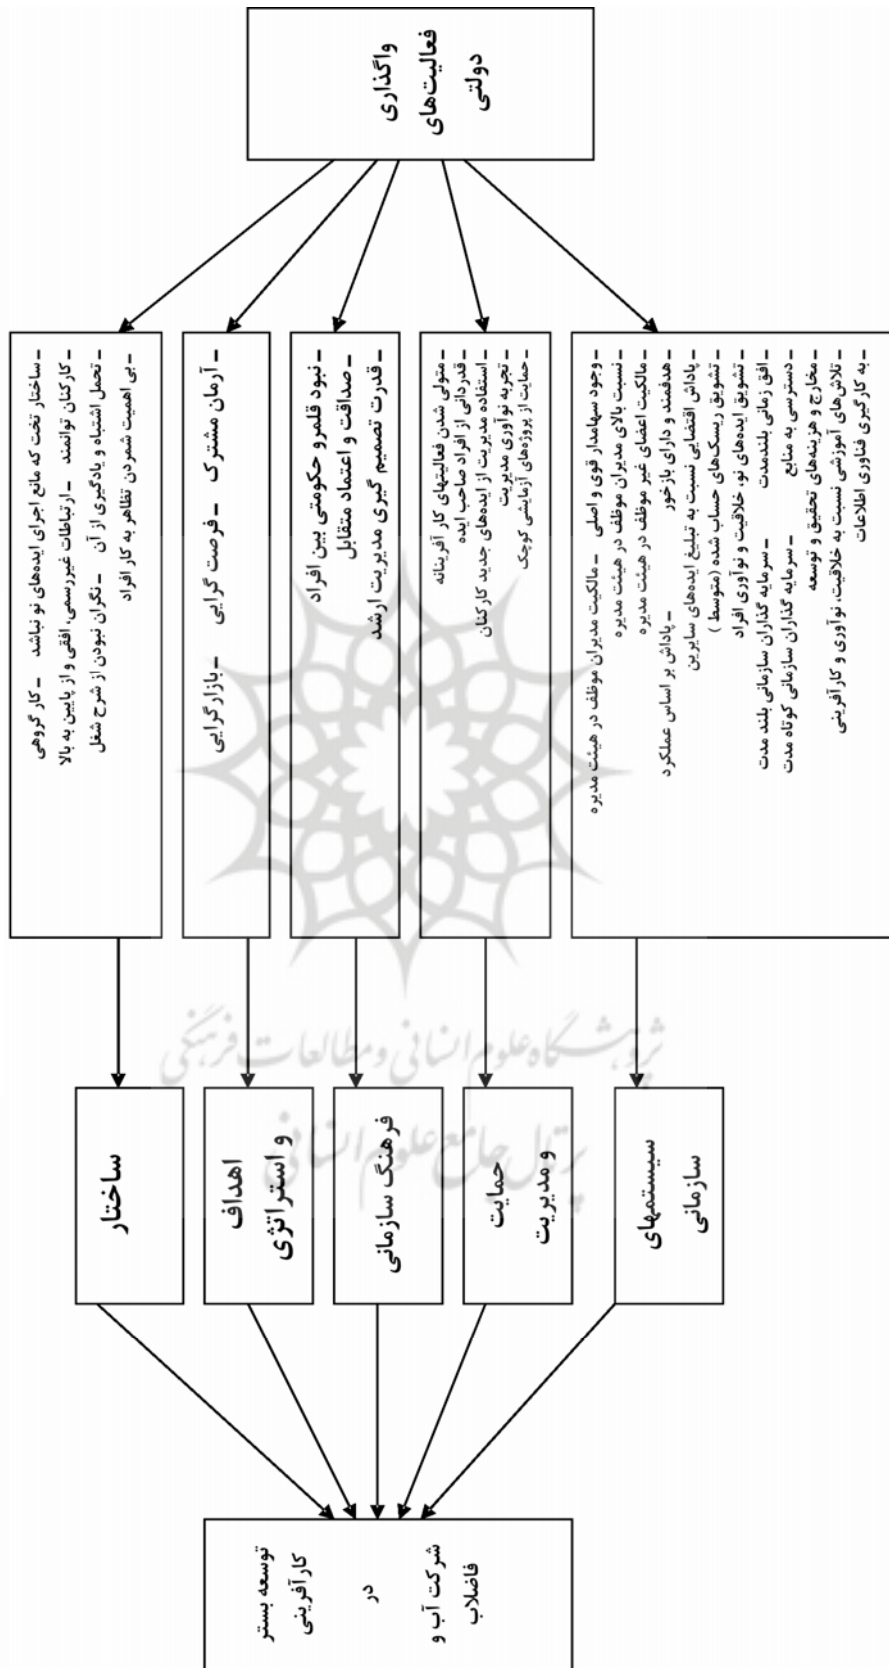 واگذاری
فعالیت‌های
دولتی
ـ ساختار تخت که مانع اجرای ایده‌های نو نباشد ـ کار گروهی
ـ کارکنان توانمند ـ ارتباطات غیررسمی، افقی و از پایین به بالا
ـ تحمل اشتباه و یادگیری از آن ـ نگران نبودن از شرح شغل
ـ بی اهمیت شمردن تظاهر به کار افراد
ـ آرمان مشترک ـ فرصت گرایی ـ بازارگرایی
ـ نبود قلمرو حکومتی بین افراد
ـ صداقت و اعتماد متقابل
ـ قدرت تصمیم گیری مدیریت ارشد
ـ متولی شدن فعالیتهای کار آفرینانه
ـ قدردانی از افراد صاحب ایده
ـ استفاده مدیریت از ایده‌های جدید کارکنان
ـ تجربه نوآوری مدیریت
ـ حمایت از پروژه‌های آزمایشی کوچک
ـ وجود سهامدار قوی و اصلی ـ مالکیت مدیران موظف در هیئت مدیره
ـ نسبت بالای مدیران موظف در هیئت مدیره
ـ مالکیت اعضای غیر موظف در هیئت مدیره
ـ هدفمند و دارای بازخور ـ پاداش بر اساس عملکرد
ـ پاداش اقتضایی نسبت به تبلیغ ایده‌های سایرین
ـ تشویق ریسک‌های حساب شده (متوسط )
ـ تشویق ایده‌های نو، خلاقیت و نوآوری افراد
ـ افق زمانی بلندمدت ـ سرمایه گذاران سازمانی بلند مدت
ـ دسترسی به منابع ـ سرمایه گذاران سازمانی کوتاه مدت
ـ مخارج و هزینه‌های تحقیق و توسعه
ـ تلاش‌های آموزشی نسبت به خلاقیت، نوآوری و کارآفرینی
ـ به کارگیری فناوری اطلاعات
ساختار
اهداف
و استراتژی
فرهنگ سازمانی
حمایت
و مدیریت
سیستمهای
سازمانی
توسعه بستر
کارآفرینی
در
شرکت آب و
فاضلاب
پژوهشگاه علوم انسانی و مطالعات فرهنگی
پرتال جامع علوم انسانی